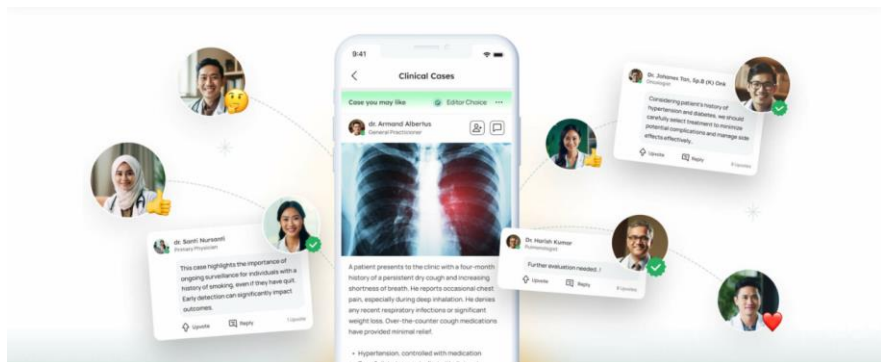 9:41
Clinical Cases
Case you may like
Editor Choice
dr. Armand Albertus
General Practitioner
A patient presents to the clinic with a four-month
history of a persistent dry cough and increasing
shortness of breath. He reports occasional chest
pain, especially during deep inhalation. He denies
any recent respiratory infections or significant
weight loss. Over-the-counter cough medications
have provided minimal relief.
• Hypertension, controlled with medication
dr. Santi Nursanti
Primary Physician
This case highlights the importance of
ongoing surveillance for individuals with a
history of smoking, even if they have quit.
Early detection can significantly impact
outcomes.
Upvote
Reply
1 Upvotes
Dr. Johanes Tan, Sp.B (K) Onk
Oncologist
Considering patient's history of
hypertension and diabetes, we should
carefully select treatment to minimize
potential complications and manage side
effects effectively.
Upvote
Reply
8 Upvotes
Dr. Harish Kumar
Pulmonologist
Further evaluation needed..!
Upvote
Reply
8 Upvotes